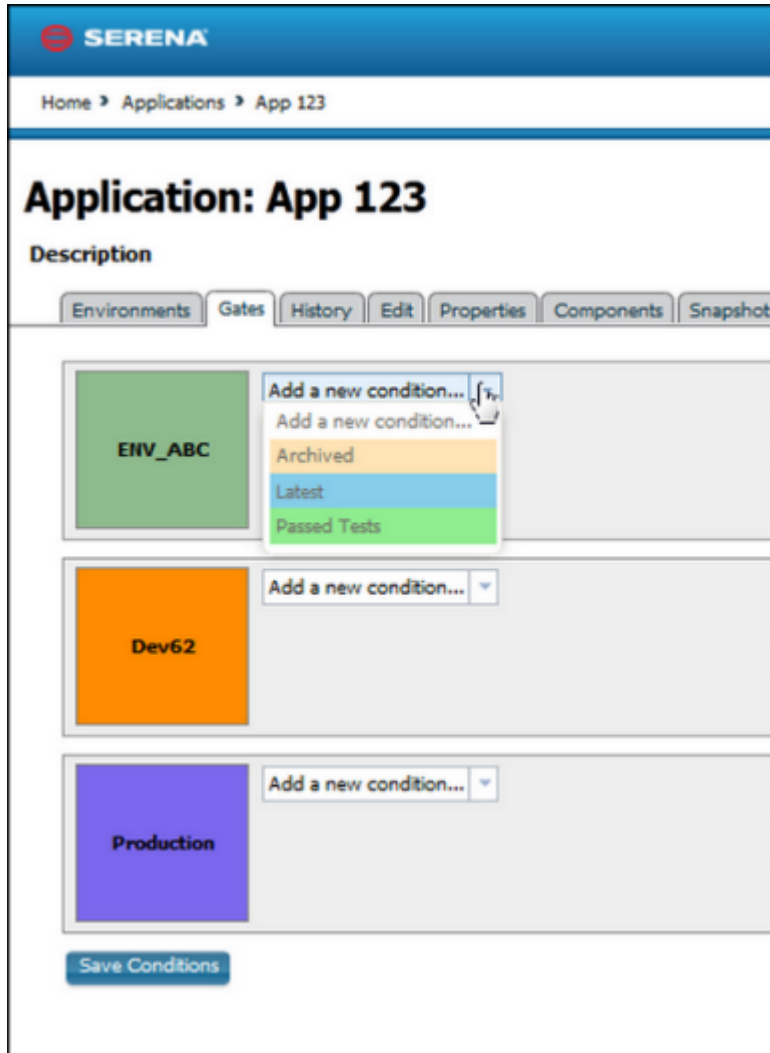 SERENA
Home > Applications > App 123
Application: App 123
Description
Environments Gates History Edit Properties Components Snapshot
Add a new condition...
Add a new condition...
ENV_ABC
Archived
Latest
Passed Tests
Add a new condition...
Dev62
Add a new condition...
Production
Save Conditions